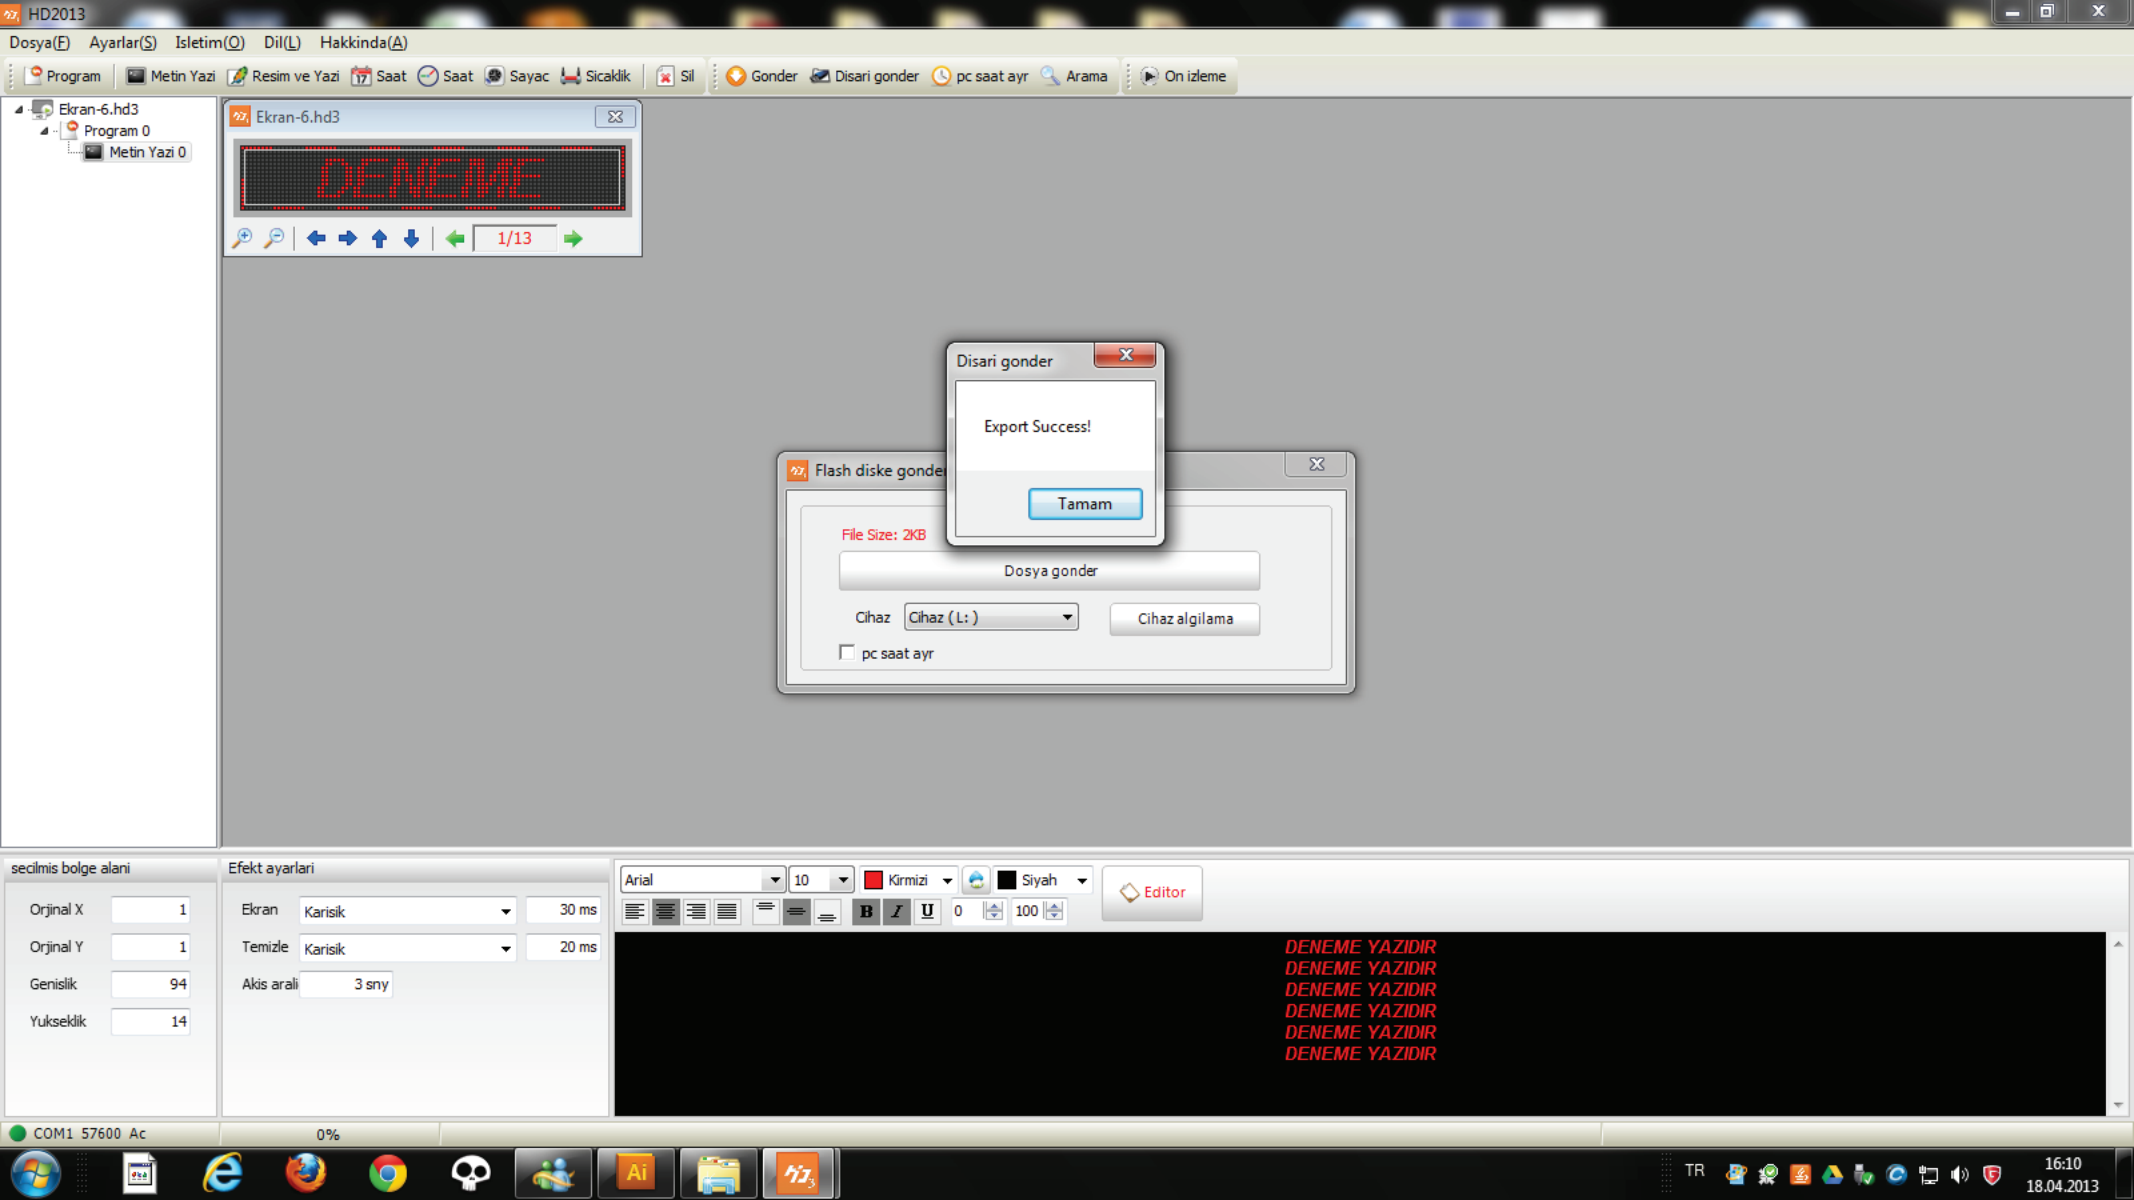 HD2013
Dosya(F) Ayarlar(S) Isletim(O) Dil(L) Hakkinda(A)
Program Metin Yazi Resim ve Yazi Saat Saat Sayac Sicaklik Sil Gonder Disari gonder pc saat ayr Arama On izleme
Ekran-6.hd3
Program 0
Metin Yazi 0
Ekran-6.hd3
DENEME
1/13
Disari gonder
Export Success!
Tamam
Flash diske gonder
File Size: 2KB
Dosya gonder
Cihaz Cihaz ( L: ) Cihaz algilama
pc saat ayr
secilmis bolge alani
Orjinal X 1
Orjinal Y 1
Genislik 94
Yukseklik 14
Efekt ayarlari
Ekran Karisik 30 ms
Temizle Karisik 20 ms
Akis arali 3 sny
Arial 10 Kirmizi Siyah
B I U 0 100
Editor
DENEME YAZIDIR
DENEME YAZIDIR
DENEME YAZIDIR
DENEME YAZIDIR
DENEME YAZIDIR
DENEME YAZIDIR
COM1 57600 Ac 0%
Ai
TR
16:10
18.04.2013